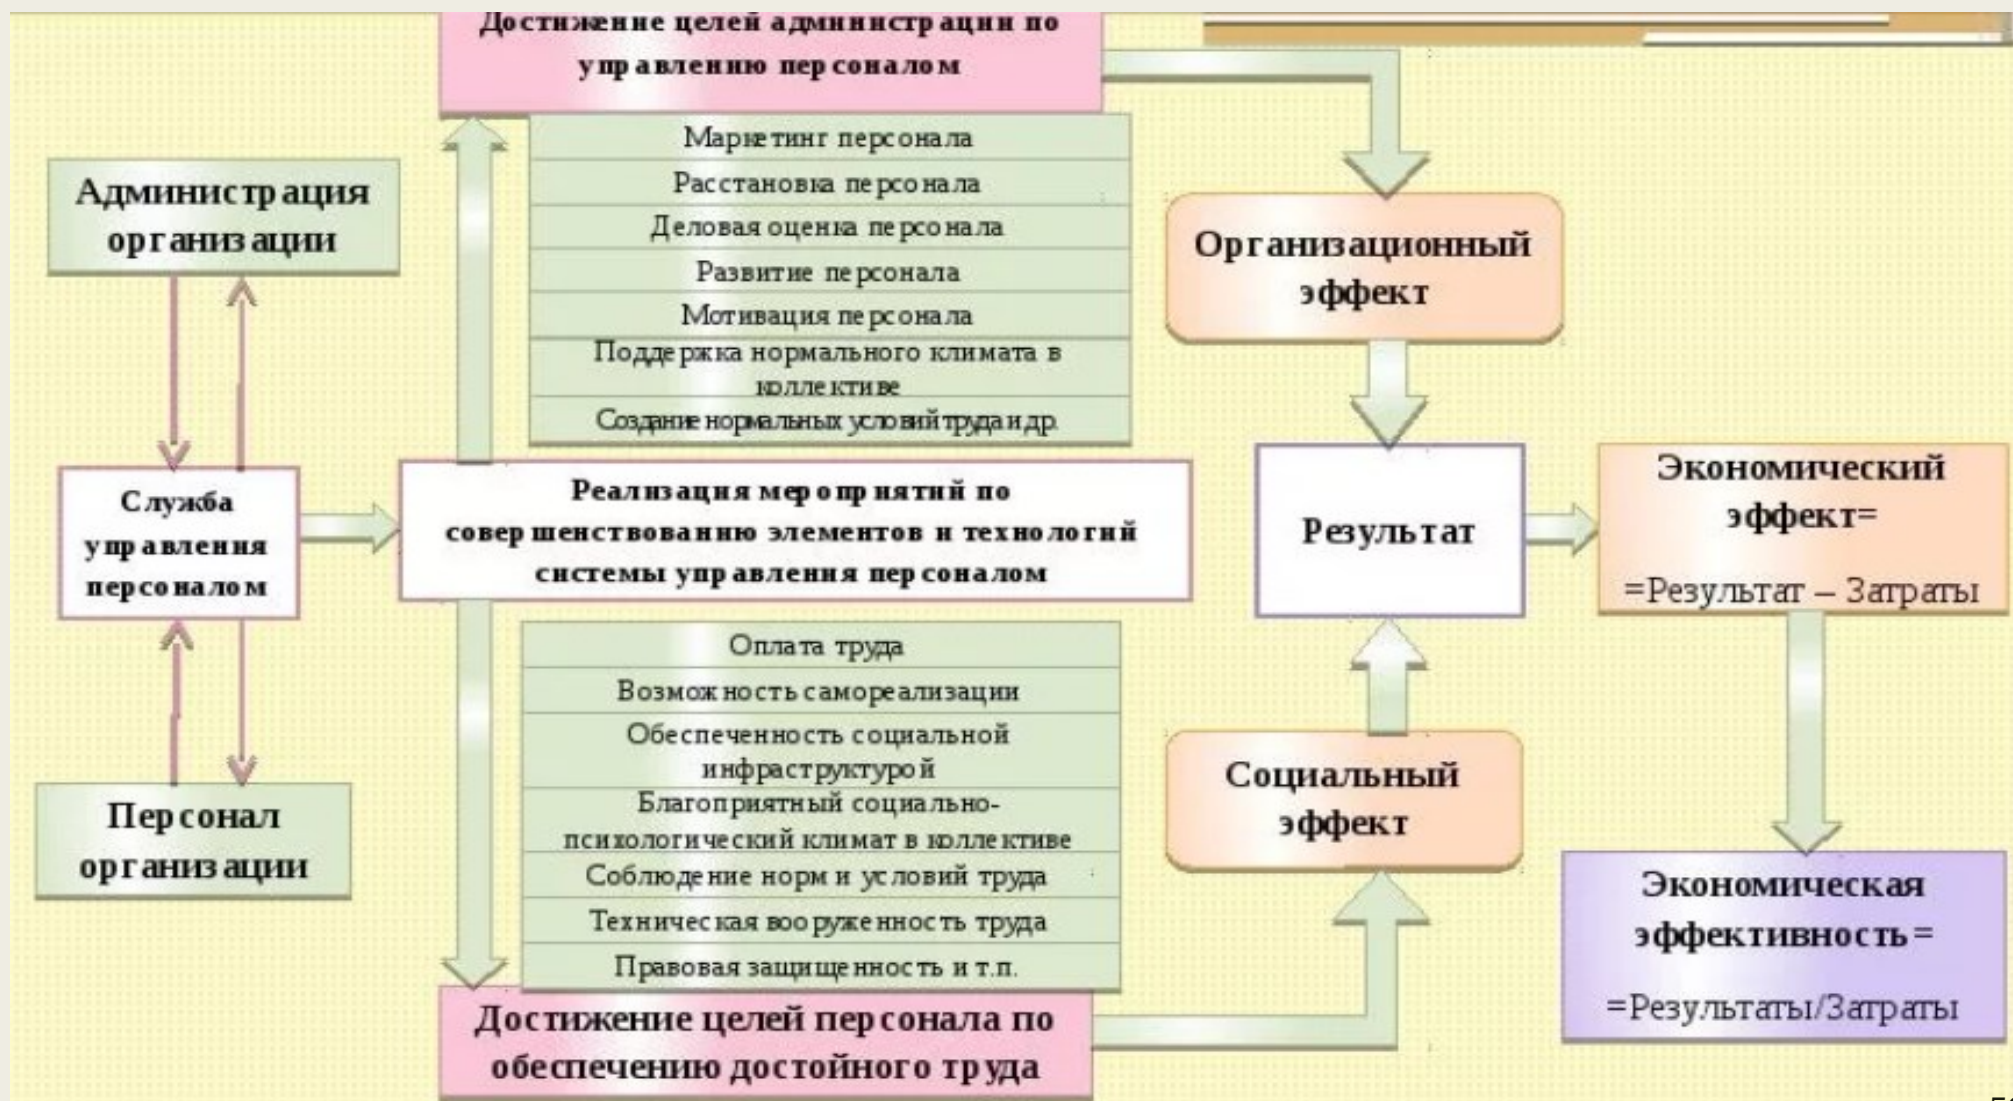 Достижение целей администрации по
управлению персоналом
Маркетинг персонала
Расстановка персонала
Деловая оценка персонала
Развитие персонала
Мотивация персонала
Поддержка нормального климата в
коллективе
Создание нормальных условий труда и др.
Администрация
организации
Служба
управления
персоналом
Персонал
организации
Реализация мероприятий по
совершенствованию элементов и технологий
системы управления персоналом
Оплата труда
Возможность самореализации
Обеспеченность социальной
инфраструктурой
Благоприятный социально-
психологический климат в коллективе
Соблюдение норм и условий труда
Техническая вооруженность труда
Правовая защищенность и т.п.
Достижение целей персонала по
обеспечению достойного труда
Организационный
эффект
Результат
Социальный
эффект
Экономический
эффект=
=Результат – Затраты
Экономическая
эффективность=
=Результаты/Затраты